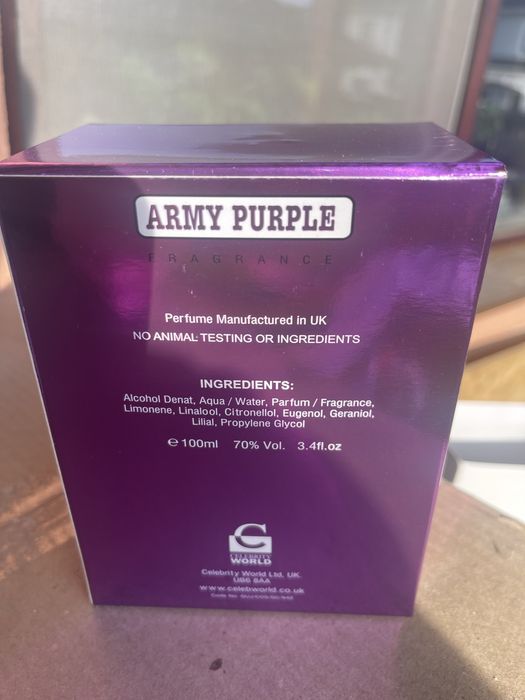 ARMY PURPLE
FRAGRANCE
Perfume Manufactured in UK
NO ANIMAL TESTING OR INGREDIENTS
INGREDIENTS:
Alcohol Denat, Aqua / Water, Parfum / Fragrance,
Limonene, Linalool, Citronellol, Eugenol, Geraniol,
Lilial, Propylene Glycol
℮100ml 70% Vol. 3.4fl.oz
C
CELEBRITY
WORLD
Celebrity World Ltd. UK.
UB6 8AA
www.celebworld.co.uk
Code No